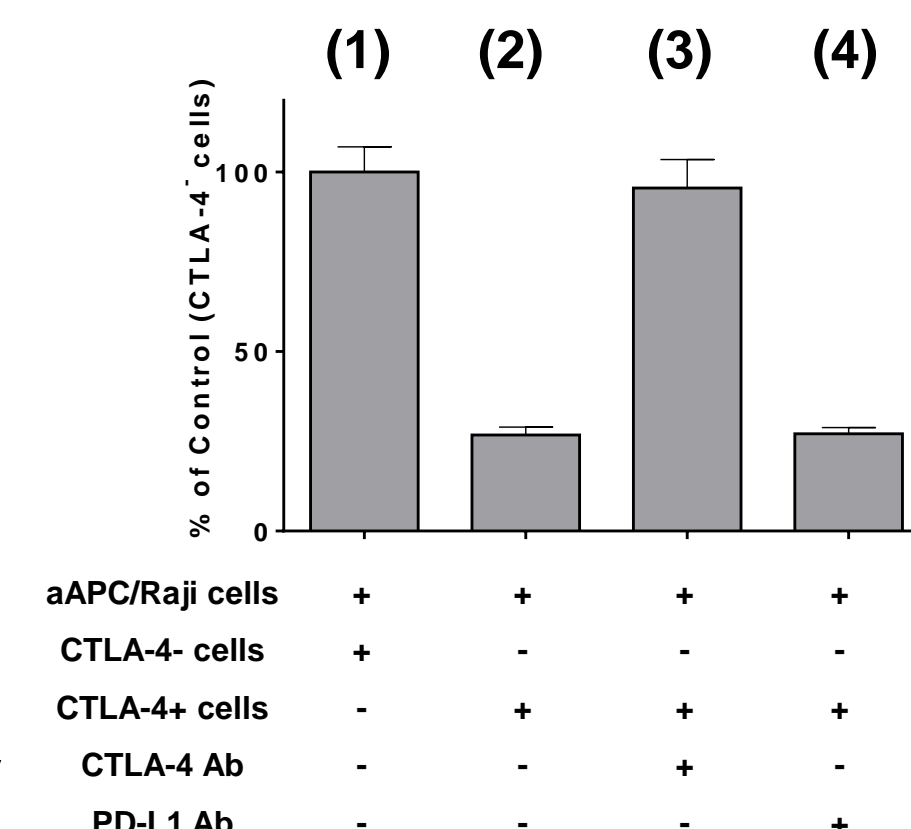 (1) (2) (3) (4)
% of Control (CTLA-4- cells)
100
50
0
aAPC/Raji cells + + + +
CTLA-4- cells + - - -
CTLA-4+ cells - + + +
CTLA-4 Ab - - + -
PD-L1 Ab - - - +